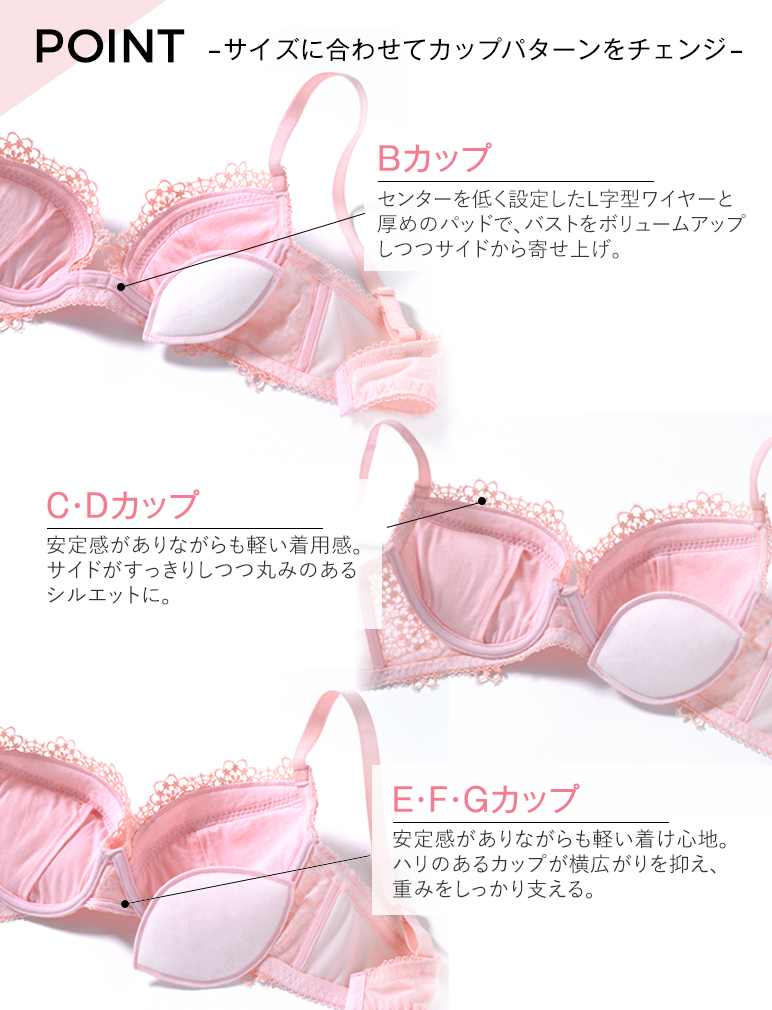 POINT -サイズに合わせてカップパターンをチェンジ-
Bカップ
センターを低く設定したL字型ワイヤーと
厚めのパッドで、バストをボリュームアップ
しつつサイドから寄せ上げ。
C・Dカップ
安定感がありながらも軽い着用感。
サイドがすっきりしつつ丸みのある
シルエットに。
E・F・Gカップ
安定感がありながらも軽い着け心地。
ハリのあるカップが横広がりを抑え、
重みをしっかり支える。